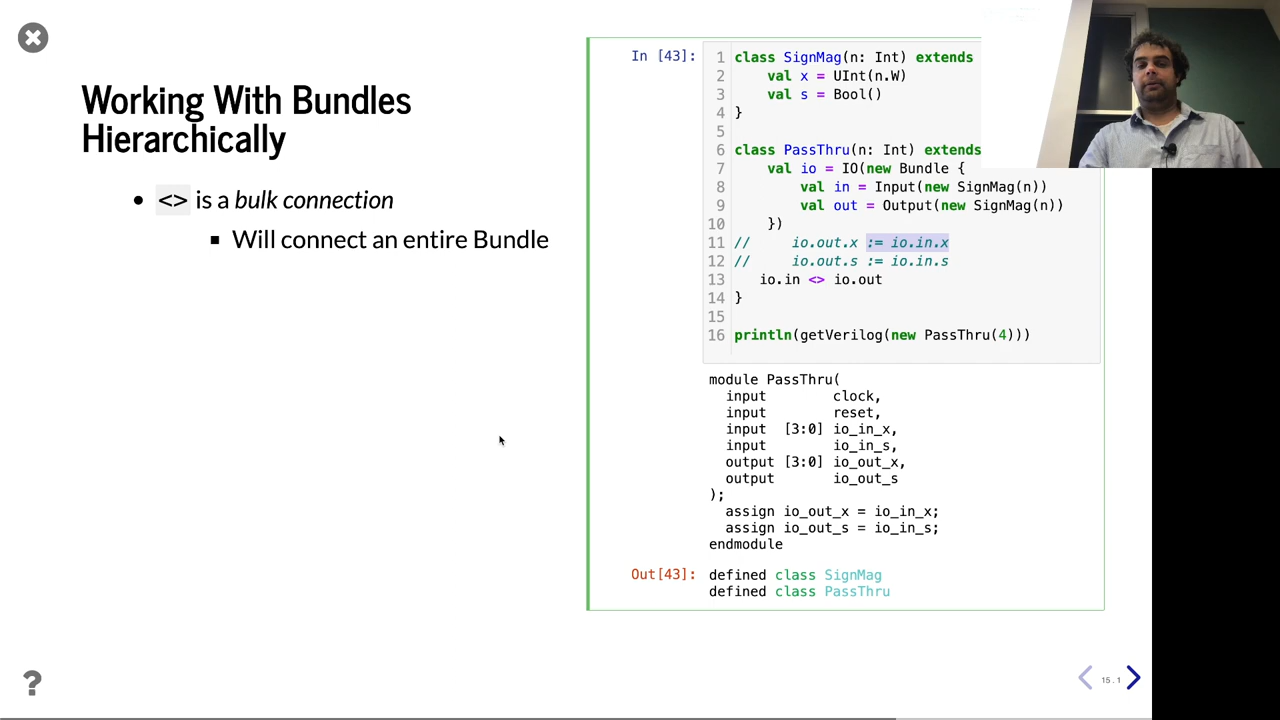 Working With Bundles
Hierarchically
<> is a bulk connection
Will connect an entire Bundle
In [43]:
1 class SignMag(n: Int) extends
2     val x = UInt(n.W)
3     val s = Bool()
4 }
5
6 class PassThru(n: Int) extends
7     val io = IO(new Bundle {
8         val in = Input(new SignMag(n))
9         val out = Output(new SignMag(n))
10     })
11 //     io.out.x := io.in.x
12 //     io.out.s := io.in.s
13    io.in <> io.out
14 }
15
16 println(getVerilog(new PassThru(4)))
module PassThru(
  input        clock,
  input        reset,
  input  [3:0] io_in_x,
  input        io_in_s,
  output [3:0] io_out_x,
  output       io_out_s
);
  assign io_out_x = io_in_x;
  assign io_out_s = io_in_s;
endmodule
Out[43]: defined class SignMag
defined class PassThru
?
15.1